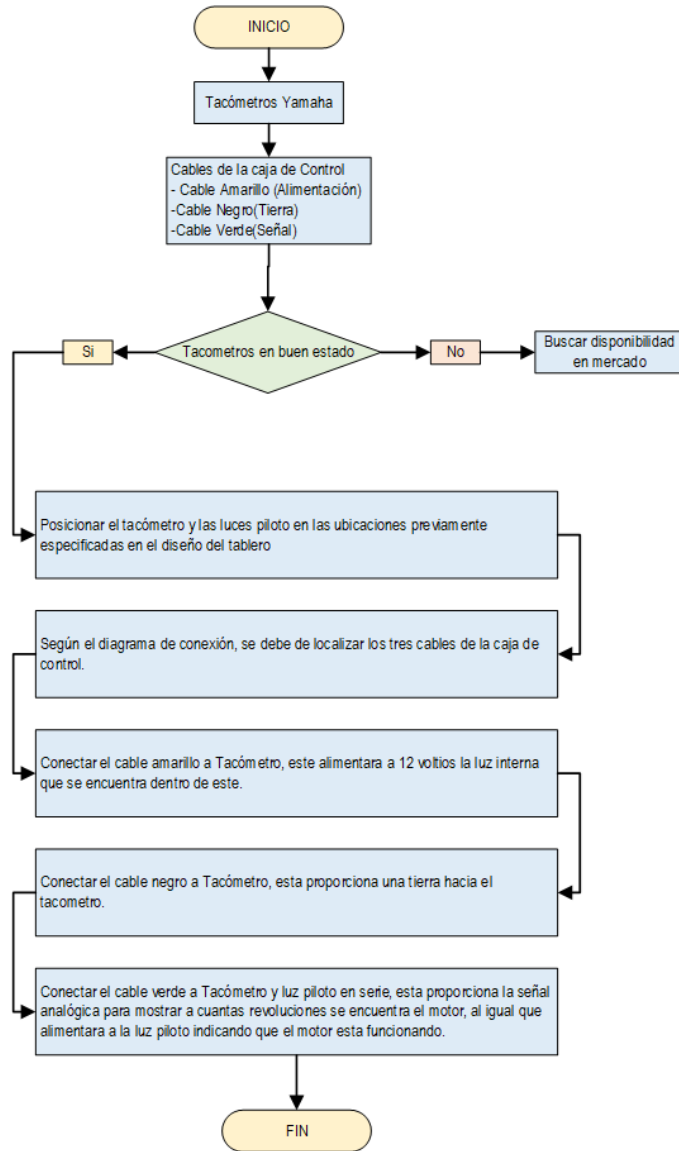 INICIO
Tacómetros Yamaha
Cables de la caja de Control
- Cable Amarillo (Alimentación)
-Cable Negro(Tierra)
-Cable Verde(Señal)
Si
Tacometros en buen estado
No
Buscar disponibilidad
en mercado
Posicionar el tacómetro y las luces piloto en las ubicaciones previamente
especificadas en el diseño del tablero
Según el diagrama de conexión, se debe de localizar los tres cables de la caja de
control.
Conectar el cable amarillo a Tacómetro, este alimentara a 12 voltios la luz interna
que se encuentra dentro de este.
Conectar el cable negro a Tacómetro, esta proporciona una tierra hacia el
tacometro.
Conectar el cable verde a Tacómetro y luz piloto en serie, esta proporciona la señal
analógica para mostrar a cuantas revoluciones se encuentra el motor, al igual que
alimentara a la luz piloto indicando que el motor esta funcionando.
FIN